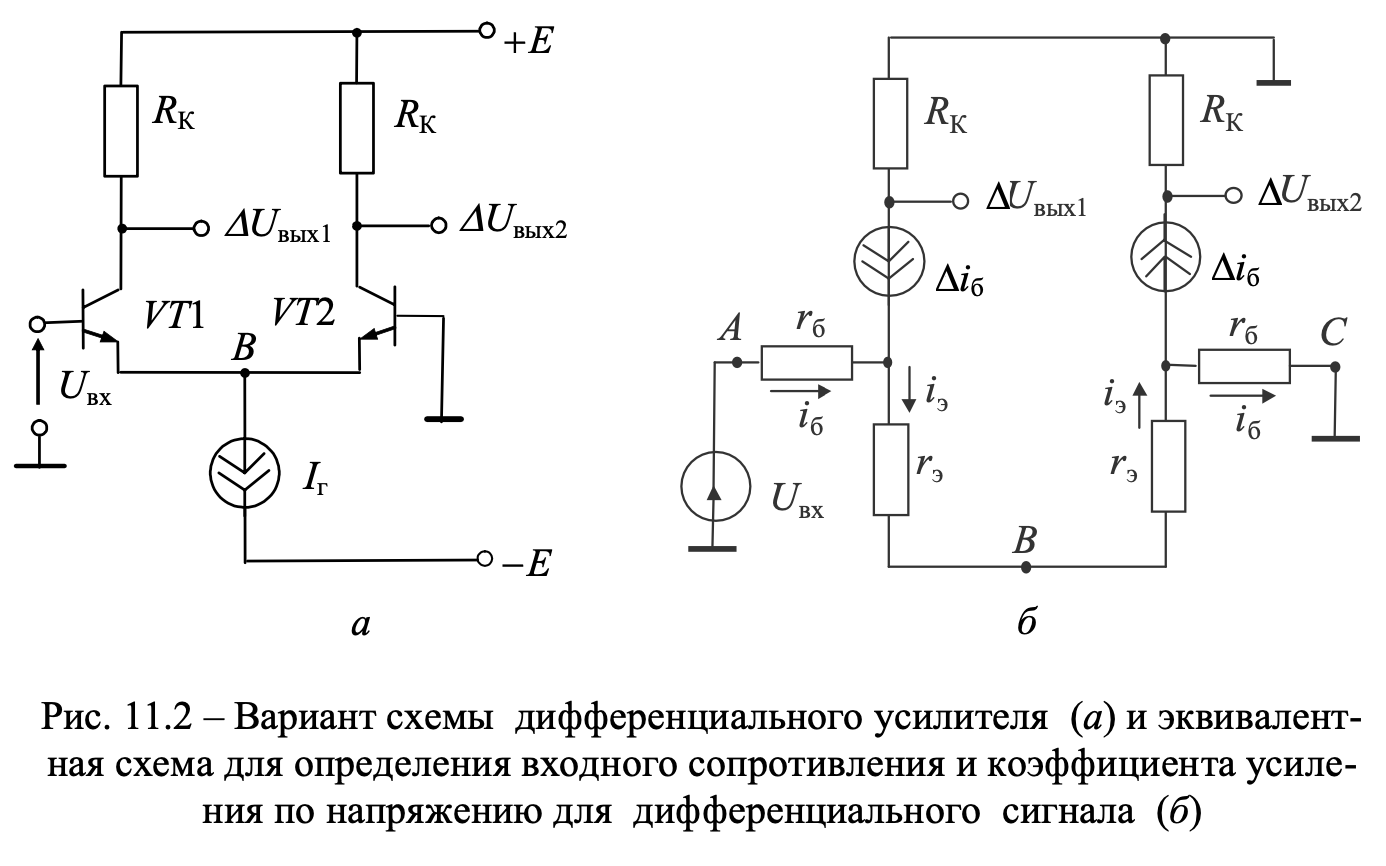 +E
R_К
R_К
ΔU_вых1
ΔU_вых2
VT1
VT2
B
U_вх
I_г
−E
а
R_К
R_К
ΔU_вых1
ΔU_вых2
Δi_б
Δi_б
A
r_б
i_б
i_э
r_э
U_вх
i_э
r_э
r_б
i_б
C
B
б
Рис. 11.2 – Вариант схемы дифференциального усилителя (а) и эквивалент-
ная схема для определения входного сопротивления и коэффициента усиле-
ния по напряжению для дифференциального сигнала (б)